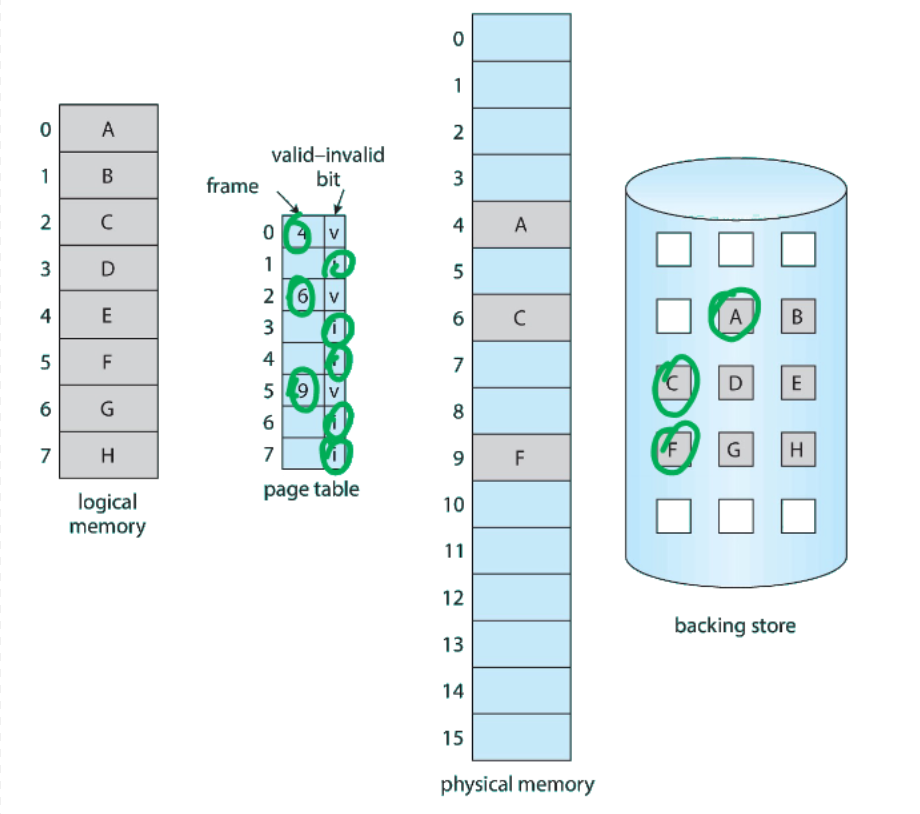 0
1
2
3
4
5
6
7
A
B
C
D
E
F
G
H
logical
memory
valid–invalid
bit
frame
0 4 v
1 i
2 6 v
3 i
4 i
5 9 v
6 i
7 i
page table
0
1
2
3
4 A
5
6 C
7
8
9 F
10
11
12
13
14
15
physical memory
A B
C D E
F G H
backing store